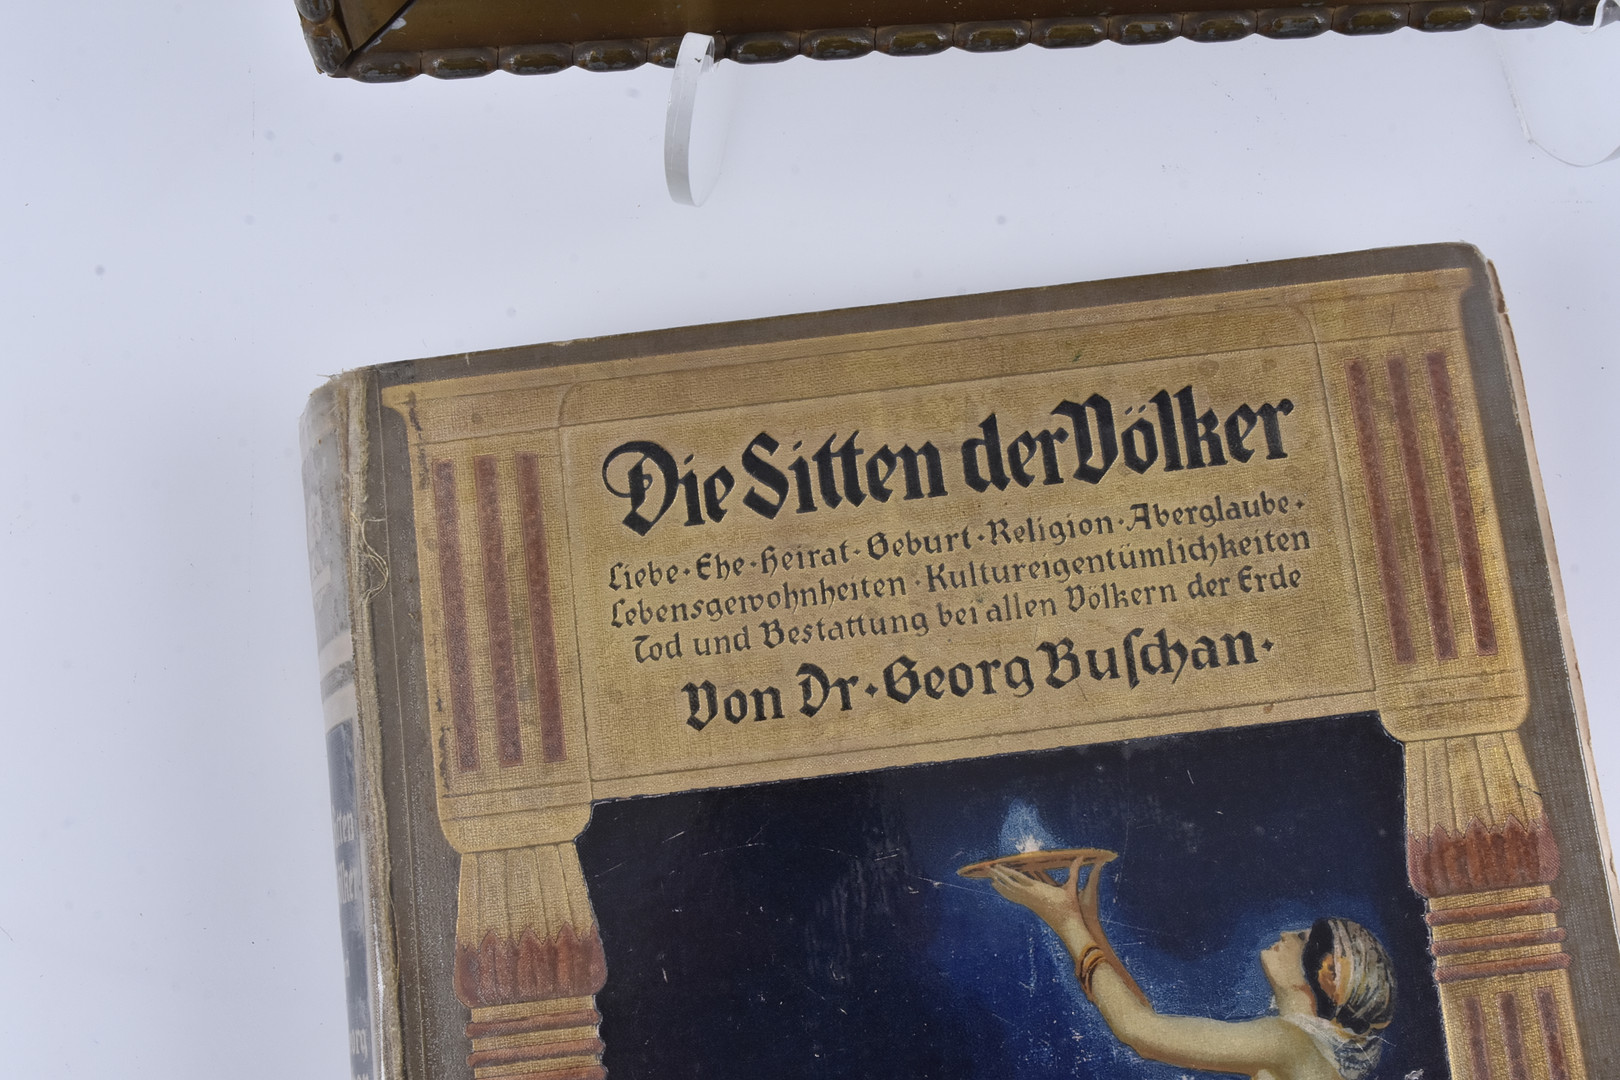 Die Sitten der Völker
Liebe · Ehe · Heirat · Geburt · Religion · Aberglaube ·
Lebensgewohnheiten · Kultureigentümlichkeiten
Tod und Bestattung bei allen Völkern der Erde
Von Dr · Georg Buſchan ·